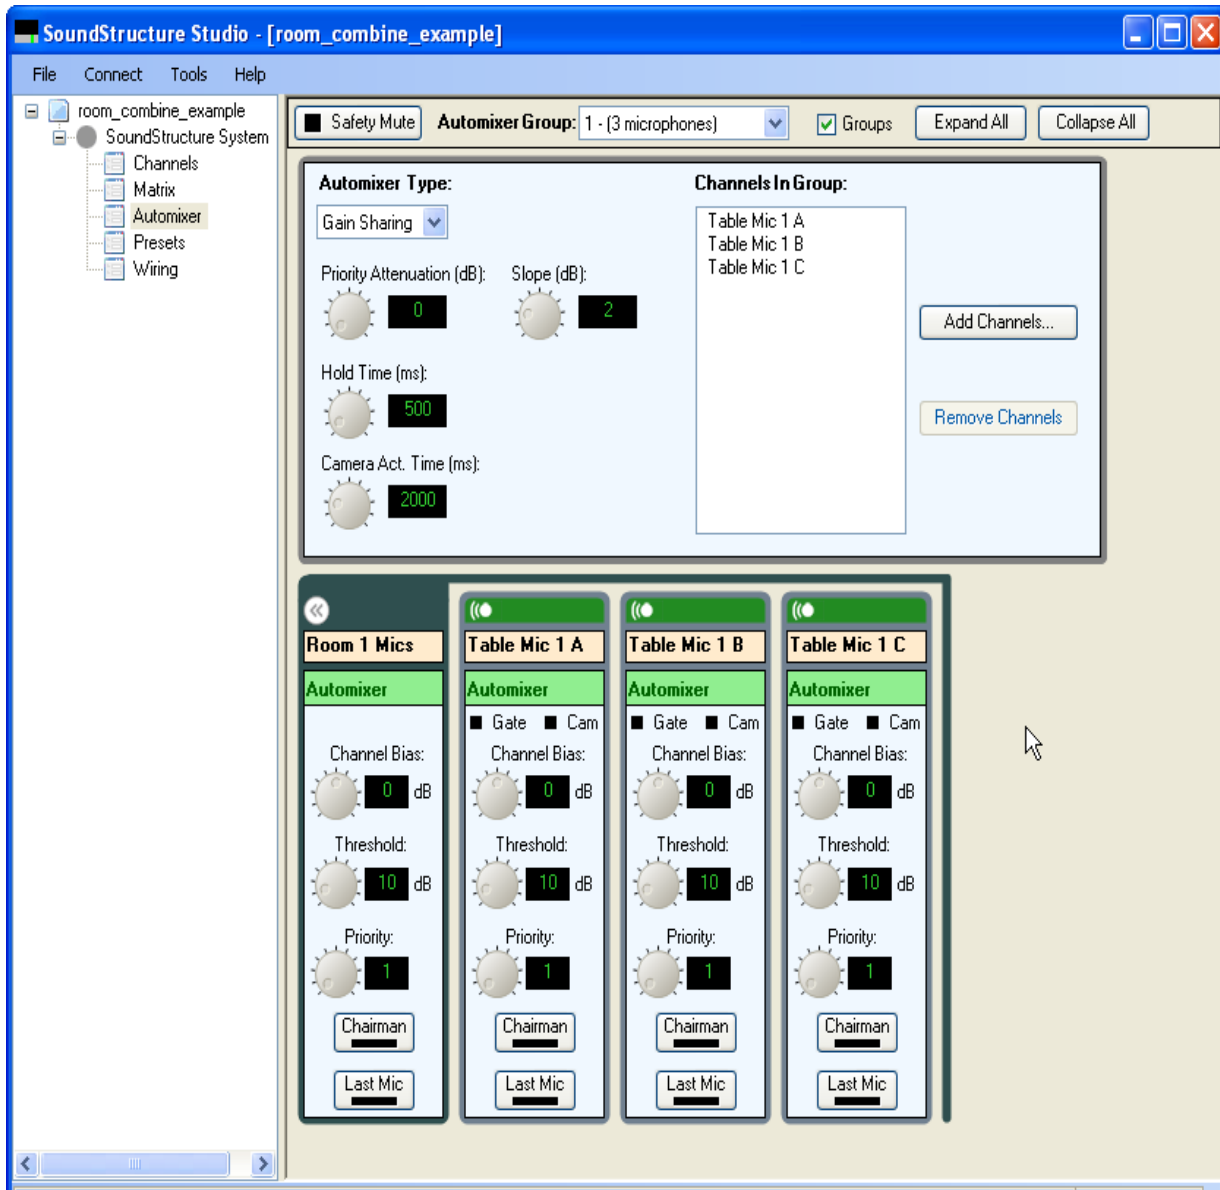 SoundStructure Studio - [room_combine_example]
File Connect Tools Help
room_combine_example
SoundStructure System
Channels
Matrix
Automixer
Presets
Wiring
Safety Mute Automixer Group: 1 - (3 microphones) Groups Expand All Collapse All
Automixer Type: Channels In Group:
Gain Sharing
Table Mic 1 A
Table Mic 1 B
Table Mic 1 C
Priority Attenuation (dB): Slope (dB):
0 2
Add Channels...
Hold Time (ms):
500
Remove Channels
Camera Act. Time (ms):
2000
Room 1 Mics Table Mic 1 A Table Mic 1 B Table Mic 1 C
Automixer Automixer Automixer Automixer
Gate Cam Gate Cam Gate Cam
Channel Bias: Channel Bias: Channel Bias: Channel Bias:
0 dB 0 dB 0 dB 0 dB
Threshold: Threshold: Threshold: Threshold:
10 dB 10 dB 10 dB 10 dB
Priority: Priority: Priority: Priority:
1 1 1 1
Chairman Chairman Chairman Chairman
Last Mic Last Mic Last Mic Last Mic